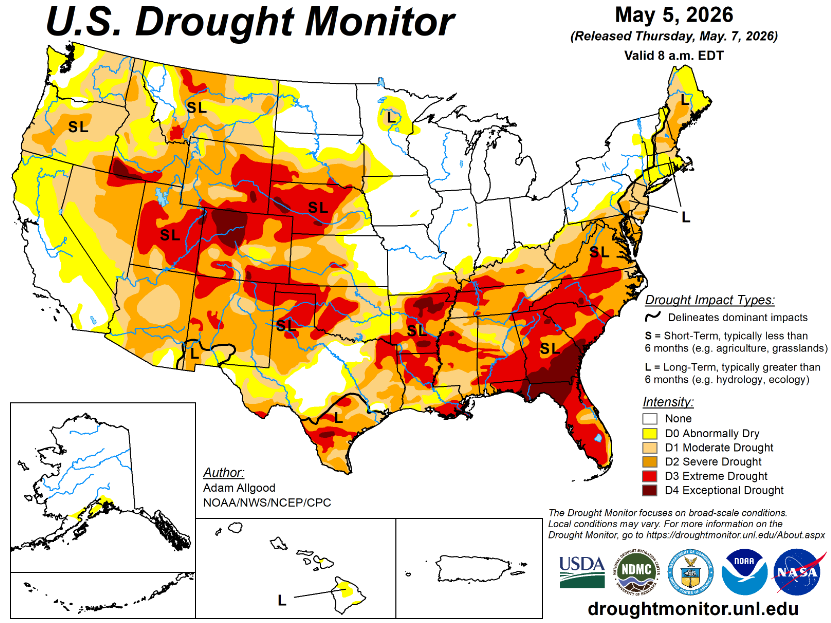 U.S. Drought Monitor
May 5, 2026
(Released Thursday, May. 7, 2026)
Valid 8 a.m. EDT
SL
SL
L
L
L
SL
SL
SL
SL
SL
SL
L
L
Drought Impact Types:
Delineates dominant impacts
S = Short-Term, typically less than
6 months (e.g. agriculture, grasslands)
L = Long-Term, typically greater than
6 months (e.g. hydrology, ecology)
Intensity:
None
D0 Abnormally Dry
D1 Moderate Drought
D2 Severe Drought
D3 Extreme Drought
D4 Exceptional Drought
Author:
Adam Allgood
NOAA/NWS/NCEP/CPC
L
The Drought Monitor focuses on broad-scale conditions.
Local conditions may vary. For more information on the
Drought Monitor, go to https://droughtmonitor.unl.edu/About.aspx
USDA
NDMC
NOAA
NASA
droughtmonitor.unl.edu